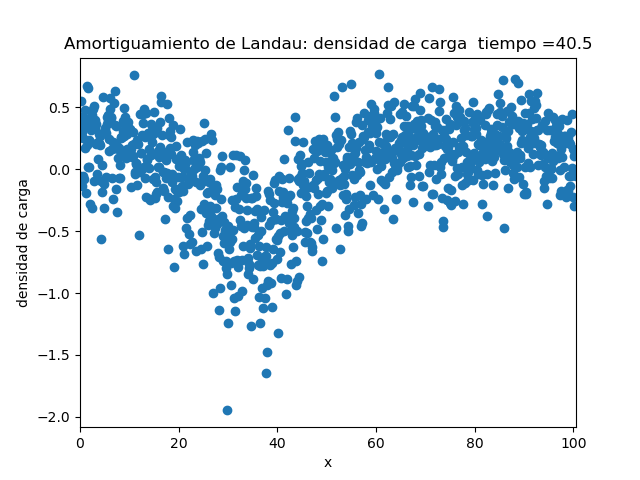 Amortiguamiento de Landau: densidad de carga  tiempo =40.5
0.5
0.0
−0.5
−1.0
−1.5
−2.0
densidad de carga
0 20 40 60 80 100
x